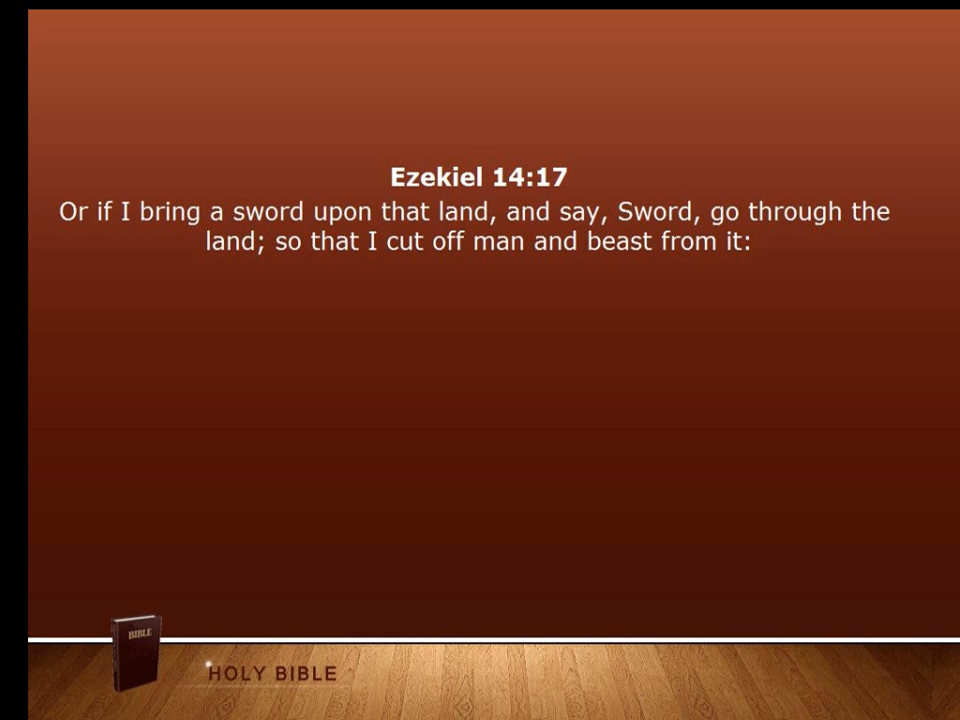 Ezekiel 14:17
Or if I bring a sword upon that land, and say, Sword, go through the
land; so that I cut off man and beast from it:
BIBLE
HOLY BIBLE